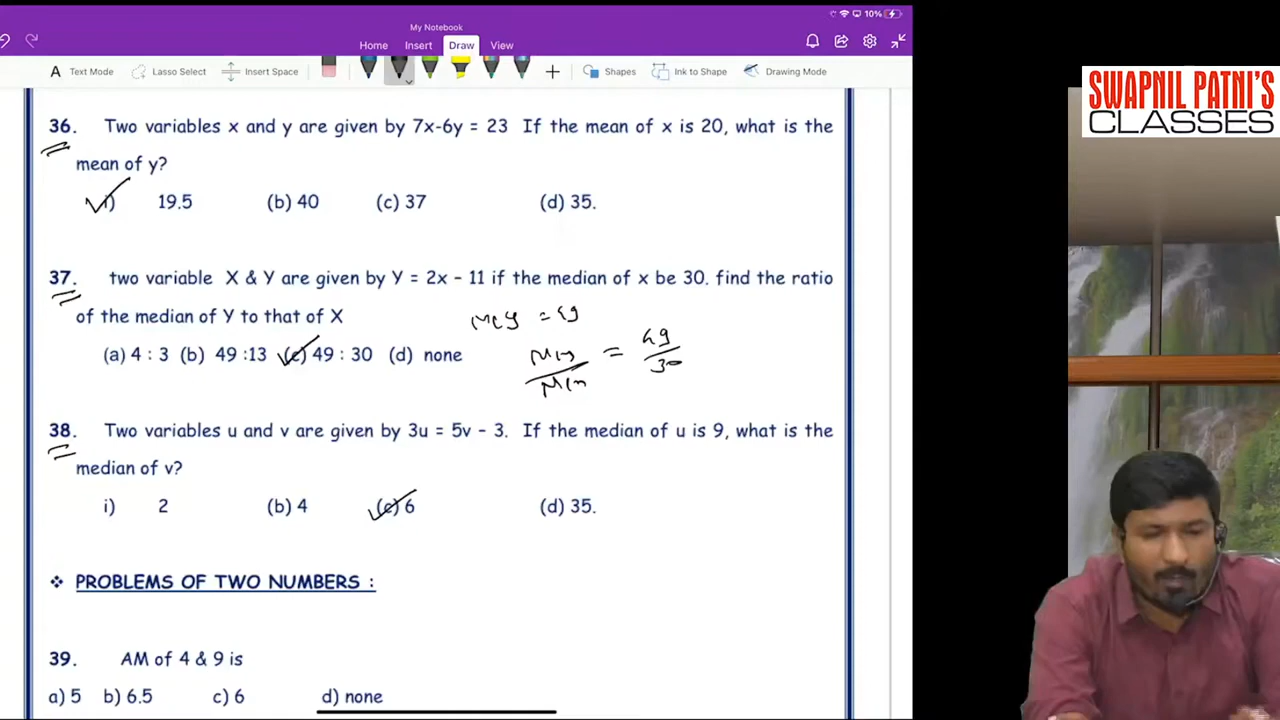 10%
My Notebook
Home Insert Draw View
A Text Mode Lasso Select Insert Space Shapes Ink to Shape Drawing Mode
SWAPNIL PATNI'S
CLASSES
36. Two variables x and y are given by 7x-6y = 23 If the mean of x is 20, what is the
mean of y?
i) 19.5 (b) 40 (c) 37 (d) 35.
37. two variable X & Y are given by Y = 2x - 11 if the median of x be 30. find the ratio
of the median of Y to that of X
(a) 4 : 3 (b) 49 :13 (c) 49 : 30 (d) none
= 49
= 49
30
38. Two variables u and v are given by 3u = 5v - 3. If the median of u is 9, what is the
median of v?
i) 2 (b) 4 (c) 6 (d) 35.
❖ PROBLEMS OF TWO NUMBERS :
39. AM of 4 & 9 is
a) 5 b) 6.5 c) 6 d) none